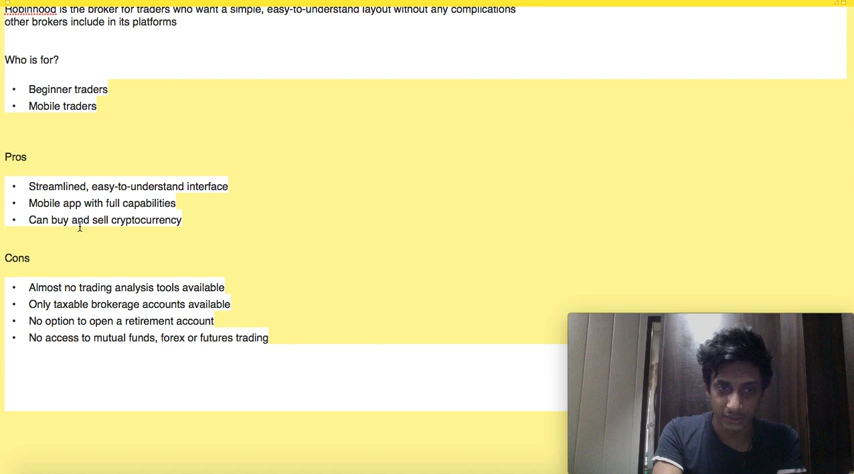 Robinhood is the broker for traders who want a simple, easy-to-understand layout without any complications
other brokers include in its platforms
Who is for?
• Beginner traders
• Mobile traders
Pros
• Streamlined, easy-to-understand interface
• Mobile app with full capabilities
• Can buy and sell cryptocurrency
Cons
• Almost no trading analysis tools available
• Only taxable brokerage accounts available
• No option to open a retirement account
• No access to mutual funds, forex or futures trading